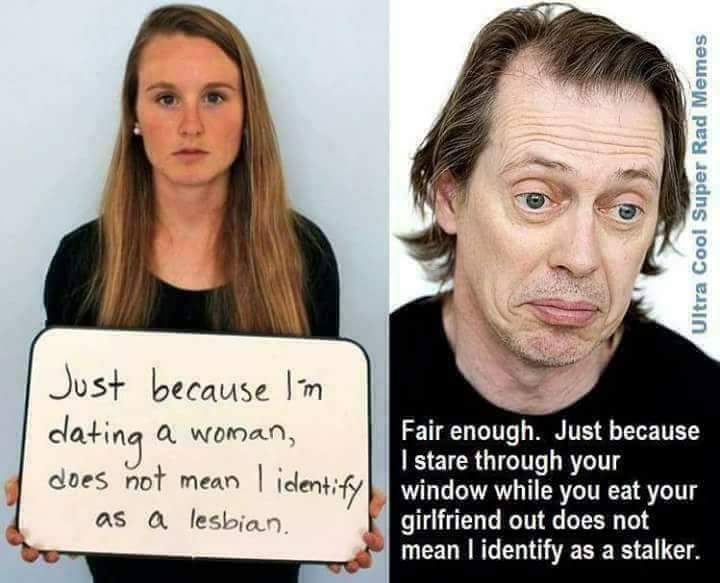 Just because I'm
dating a woman,
does not mean I identify
as a lesbian.
Ultra Cool Super Rad Memes
Fair enough.  Just because
I stare through your
window while you eat your
girlfriend out does not
mean I identify as a stalker.